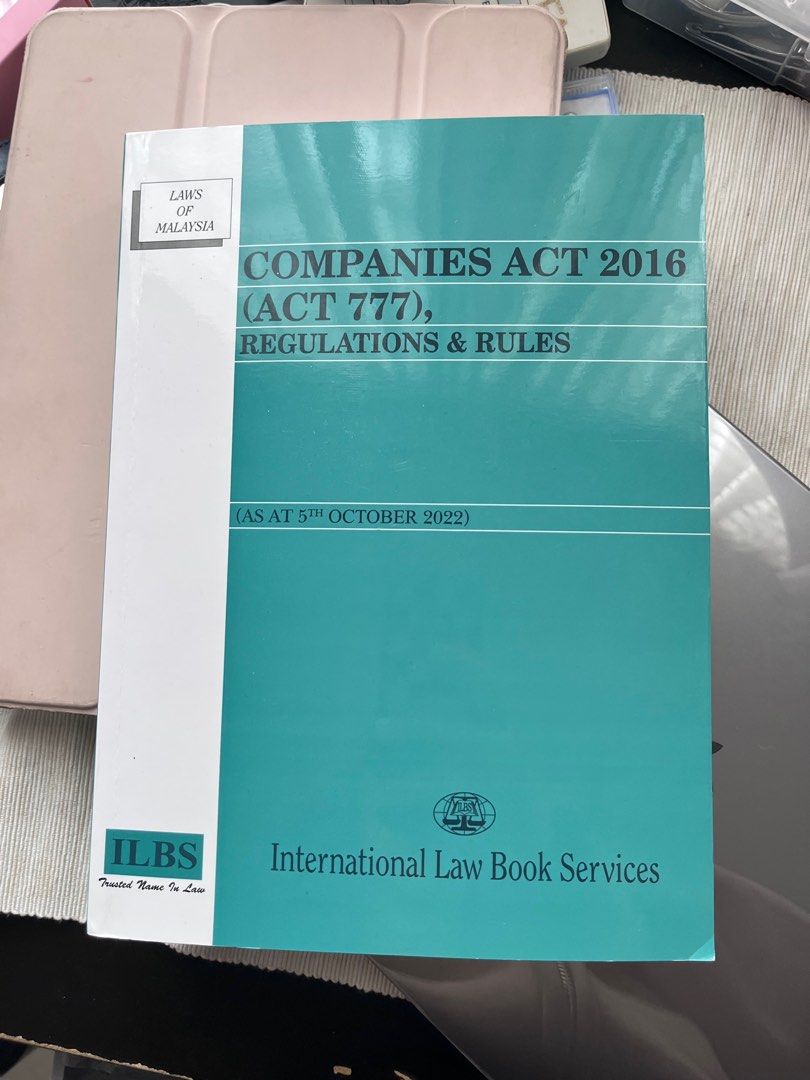 LAWS
OF
MALAYSIA
COMPANIES ACT 2016
(ACT 777),
REGULATIONS & RULES
(AS AT 5TH OCTOBER 2022)
ILBS
International Law Book Services
ILBS
Trusted Name In Law